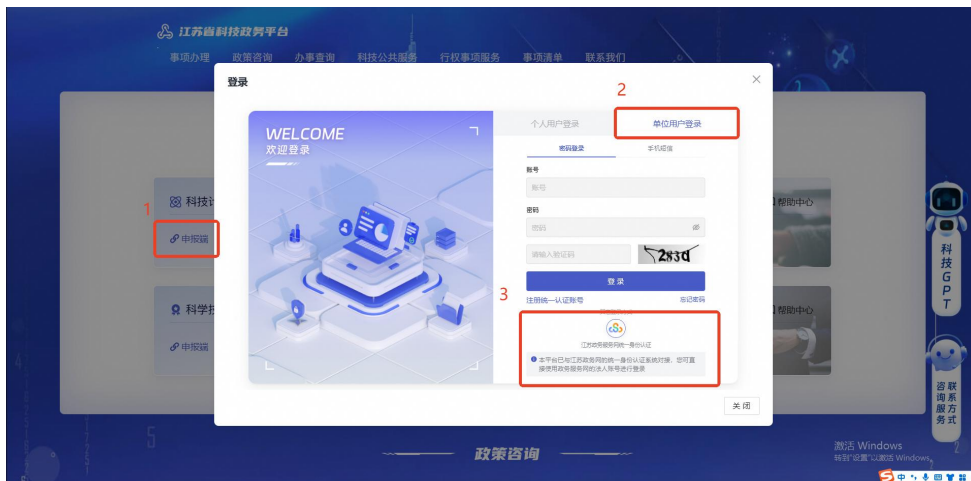 江苏省科技政务平台
事项办理 政策咨询 办事查询 科技公共服务 行权事项服务 事项清单 联系我们
登录
2
WELCOME
欢迎登录
个人用户登录 单位用户登录
密码登录 手机短信
账号
账号
密码
密码
请输入验证码 283d
登 录
3
注册统一认证账号 忘记密码
江苏政务服务网统一身份认证
本平台已与江苏政务网的统一身份认证系统对接，您可直
接使用政务服务网的法人账号进行登录
关 闭
1
科技计
申报端
帮助中心
科学技
申报端
帮助中心
科技GPT
咨询服务
联系方式
政策咨询
激活 Windows
转到"设置"以激活 Windows。
中